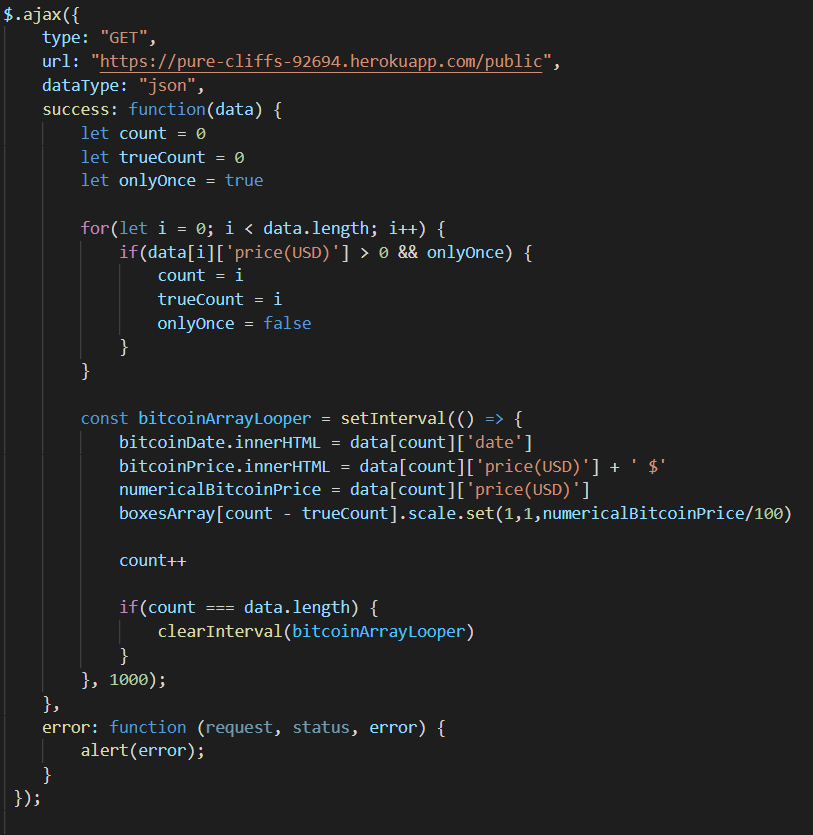 $.ajax({
type: "GET",
url: "https://pure-cliffs-92694.herokuapp.com/public",
dataType: "json",
success: function(data) {
let count = 0
let trueCount = 0
let onlyOnce = true
for(let i = 0; i < data.length; i++) {
if(data[i]['price(USD)'] > 0 && onlyOnce) {
count = i
trueCount = i
onlyOnce = false
}
}
const bitcoinArrayLooper = setInterval(() => {
bitcoinDate.innerHTML = data[count]['date']
bitcoinPrice.innerHTML = data[count]['price(USD)'] + ' $'
numericalBitcoinPrice = data[count]['price(USD)']
boxesArray[count - trueCount].scale.set(1,1,numericalBitcoinPrice/100)
count++
if(count === data.length) {
clearInterval(bitcoinArrayLooper)
}
}, 1000);
},
error: function (request, status, error) {
alert(error);
}
});